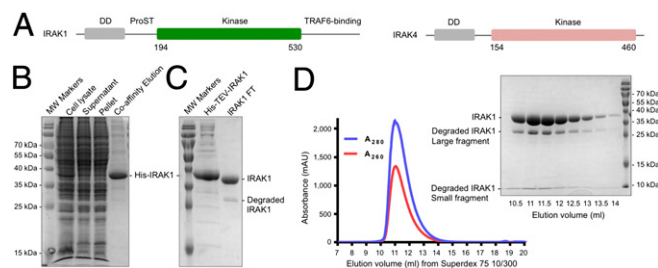 A
DD ProST Kinase TRAF6-binding
IRAK1
194 530
DD Kinase
IRAK4
154 460
B
MW Markers
Cell lysate
Supernatant
Pellet
Co-affinity Elution
70 kDa
55 kDa
40 kDa
35 kDa
25 kDa
15 kDa
His-IRAK1
C
MW Markers
His-TEV-IRAK1
IRAK1 FT
IRAK1
Degraded
IRAK1
D
2,000
1,500
1,000
500
0
Absorbance (mAU)
A280
A260
7 8 9 10 11 12 13 14 15 16 17 18 19 20
Elution volume (ml) from Superdex 75 10/300
IRAK1
Degraded IRAK1
Large fragment
Degraded IRAK1
Small fragment
70 kDa
55 kDa
40 kDa
35 kDa
25 kDa
15 kDa
10 kDa
10.5 11 11.5 12 12.5 13 13.5 14
Elution volume (ml)